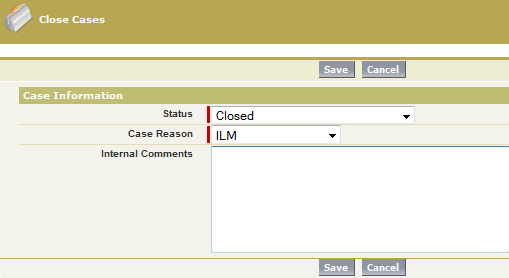 Close Cases
Save Cancel
Case Information
Status Closed
Case Reason ILM
Internal Comments
Save Cancel